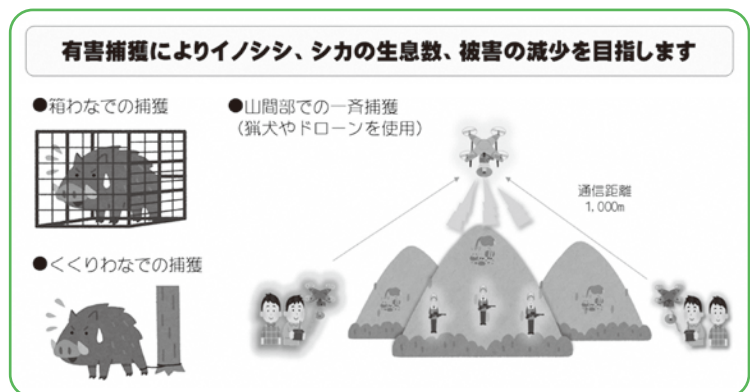 有害捕獲によりイノシシ、シカの生息数、被害の減少を目指します
●箱わなでの捕獲
●山間部での一斉捕獲
（猟犬やドローンを使用）
通信距離
1,000m
●くくりわなでの捕獲